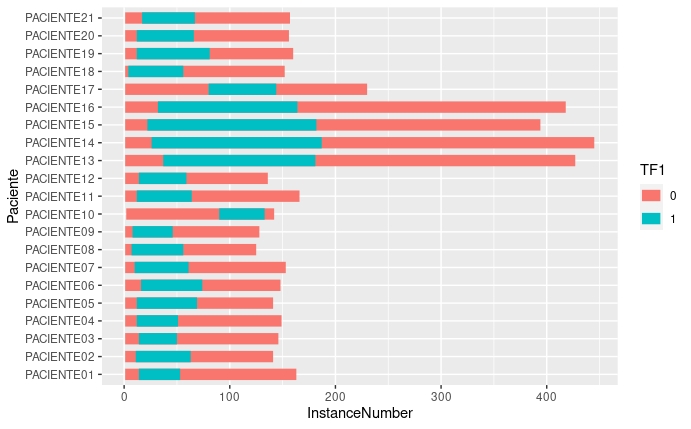 PACIENTE21
PACIENTE20
PACIENTE19
PACIENTE18
PACIENTE17
PACIENTE16
PACIENTE15
PACIENTE14
PACIENTE13
PACIENTE12
PACIENTE11
PACIENTE10
PACIENTE09
PACIENTE08
PACIENTE07
PACIENTE06
PACIENTE05
PACIENTE04
PACIENTE03
PACIENTE02
PACIENTE01
Paciente
0 100 200 300 400
InstanceNumber
TF1
0
1